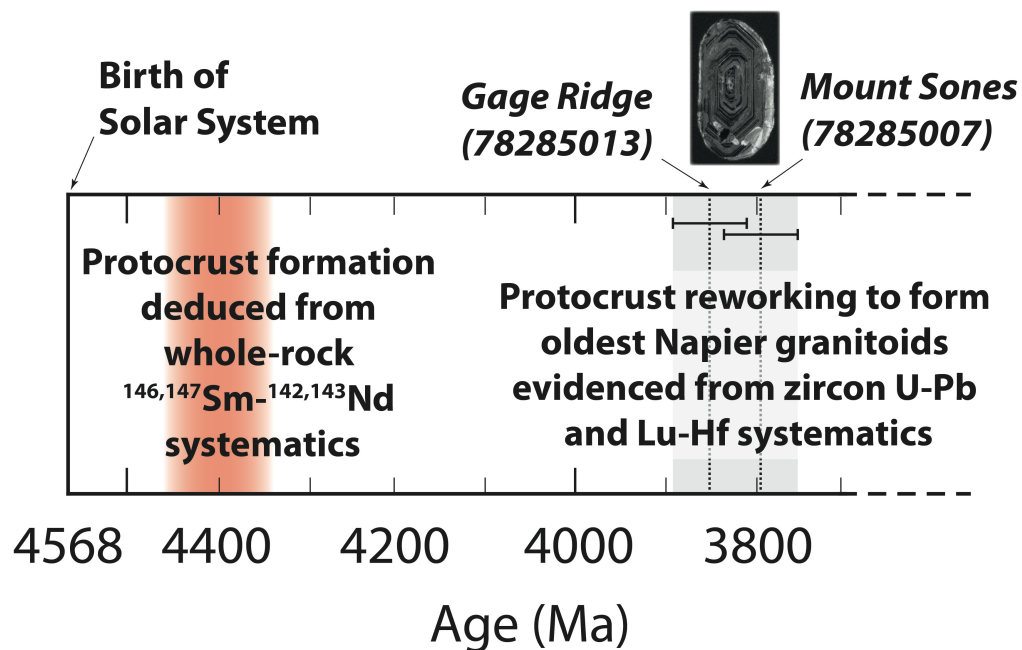 Birth of
Solar System
Gage Ridge
(78285013)
Mount Sones
(78285007)
Protocrust formation
deduced from
whole-rock
¹⁴⁶,¹⁴⁷Sm-¹⁴²,¹⁴³Nd
systematics
Protocrust reworking to form
oldest Napier granitoids
evidenced from zircon U-Pb
and Lu-Hf systematics
4568 4400 4200 4000 3800
Age (Ma)